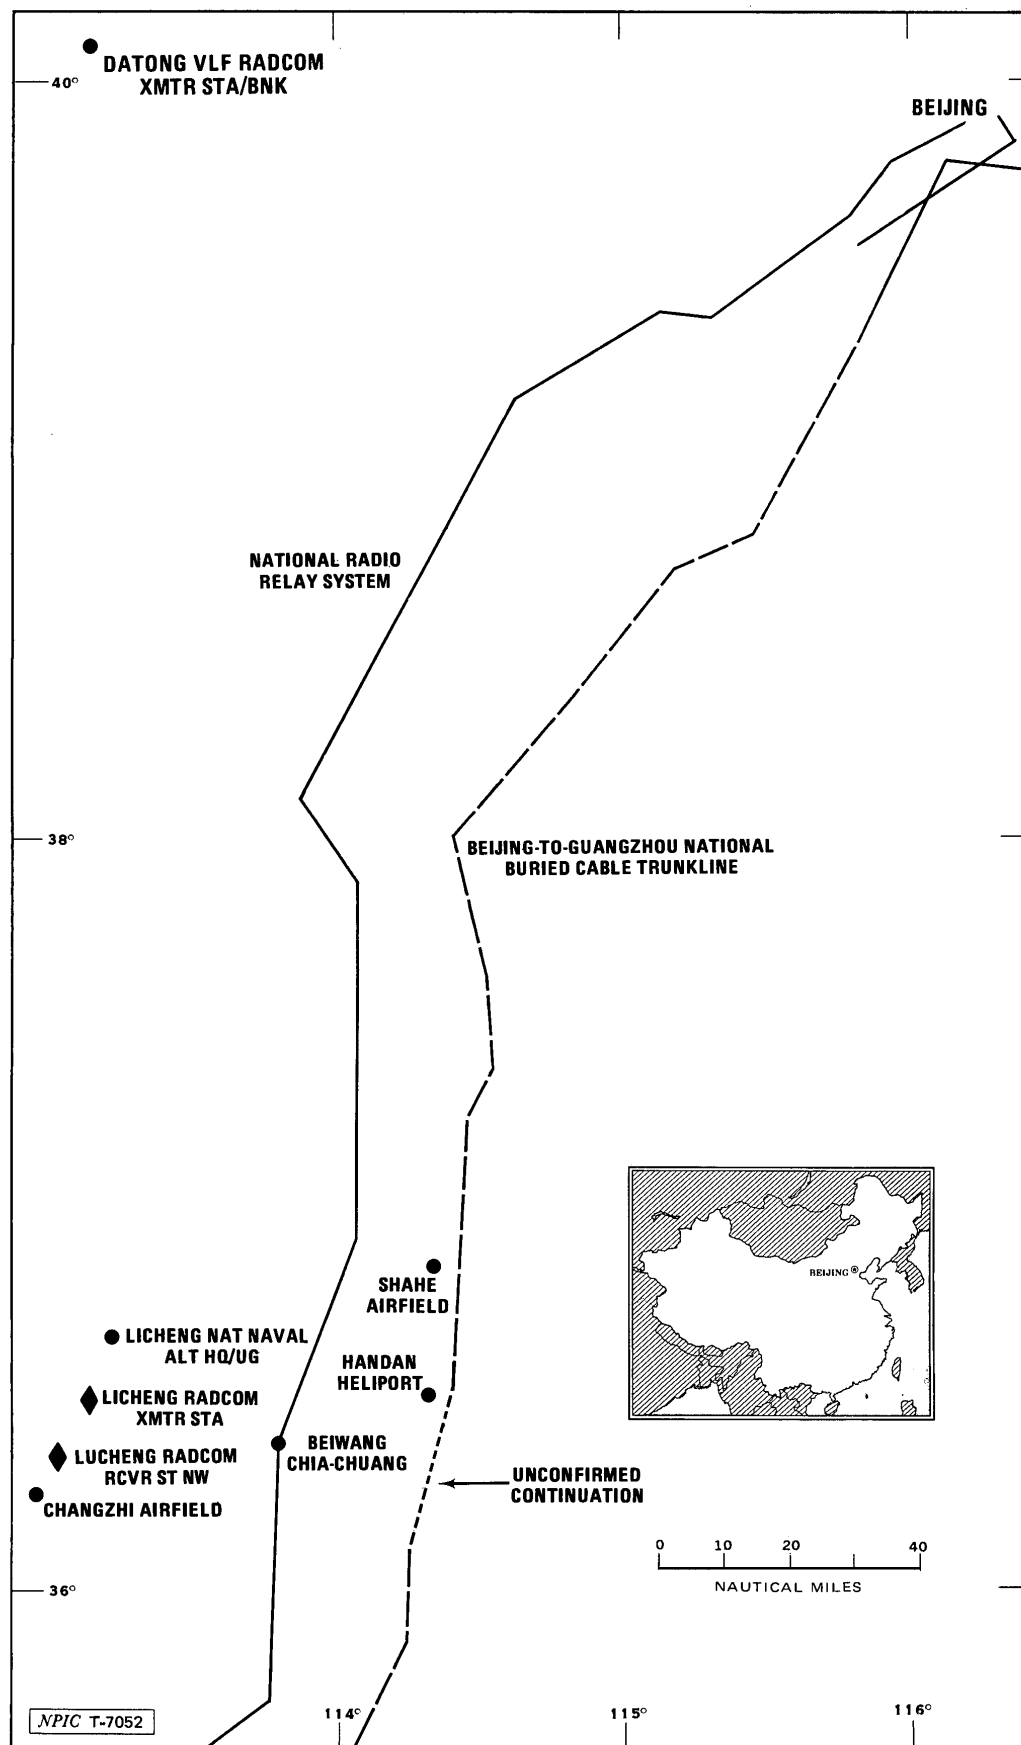 DATONG VLF RADCOM
XMTR STA/BNK
40°
BEIJING
NATIONAL RADIO
RELAY SYSTEM
38°
BEIJING-TO-GUANGZHOU NATIONAL
BURIED CABLE TRUNKLINE
BEIJING
SHAHE
AIRFIELD
LICHENG NAT NAVAL
ALT HQ/UG
HANDAN
HELIPORT
LICHENG RADCOM
XMTR STA
BEIWANG
CHIA-CHUANG
LUCHENG RADCOM
RCVR ST NW
UNCONFIRMED
CONTINUATION
CHANGZHI AIRFIELD
0 10 20 40
NAUTICAL MILES
36°
114° 115° 116°
NPIC T-7052